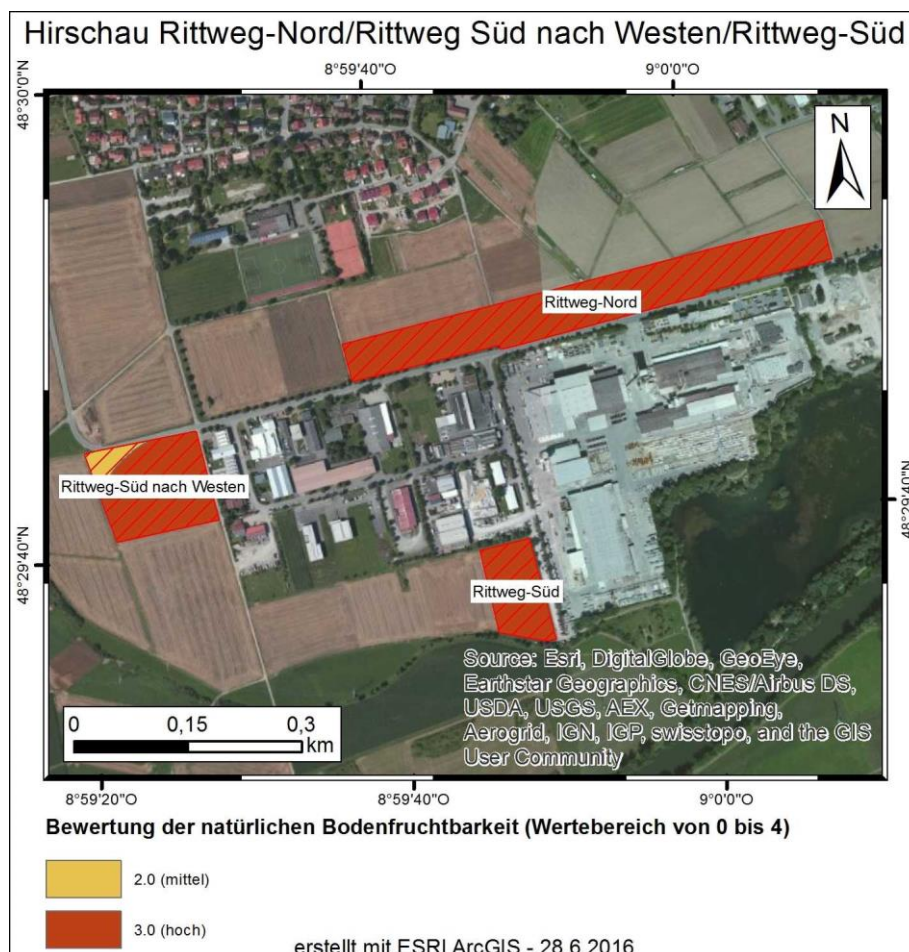 Hirschau Rittweg-Nord/Rittweg Süd nach Westen/Rittweg-Süd
8°59'40"O
9°0'0"O
48°30'0"N
N
Rittweg-Nord
Rittweg-Süd nach Westen
48°29'40"N
48°29'40"N
Rittweg-Süd
Source: Esri, DigitalGlobe, GeoEye,
Earthstar Geographics, CNES/Airbus DS,
USDA, USGS, AEX, Getmapping,
Aerogrid, IGN, IGP, swisstopo, and the GIS
User Community
0 0,15 0,3
km
8°59'20"O
8°59'40"O
9°0'0"O
Bewertung der natürlichen Bodenfruchtbarkeit (Wertebereich von 0 bis 4)
2.0 (mittel)
3.0 (hoch)
erstellt mit ESRI ArcGIS - 28.6.2016